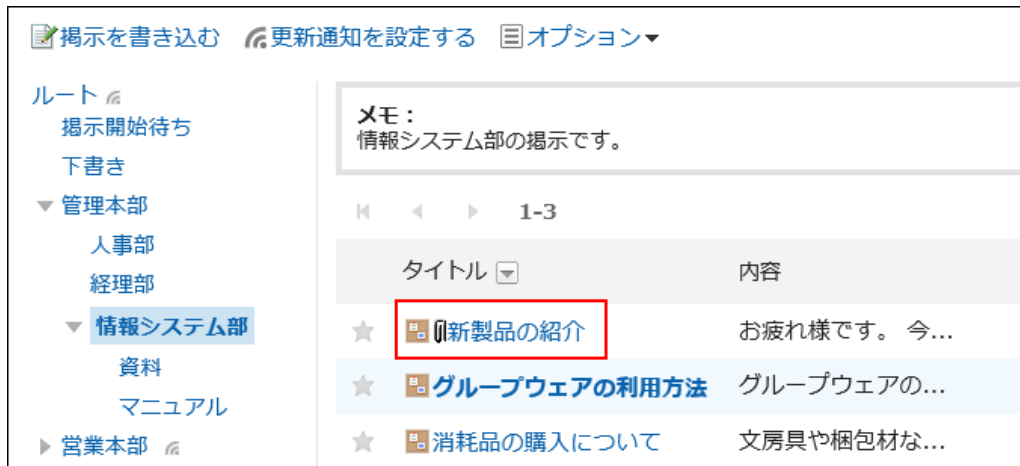 掲示を書き込む 更新通知を設定する オプション
ルート
掲示開始待ち
下書き
管理本部
人事部
経理部
情報システム部
資料
マニュアル
営業本部
メモ：
情報システム部の掲示です。
1-3
タイトル 内容
新製品の紹介 お疲れ様です。 今...
グループウェアの利用方法 グループウェアの...
消耗品の購入について 文房具や梱包材な...